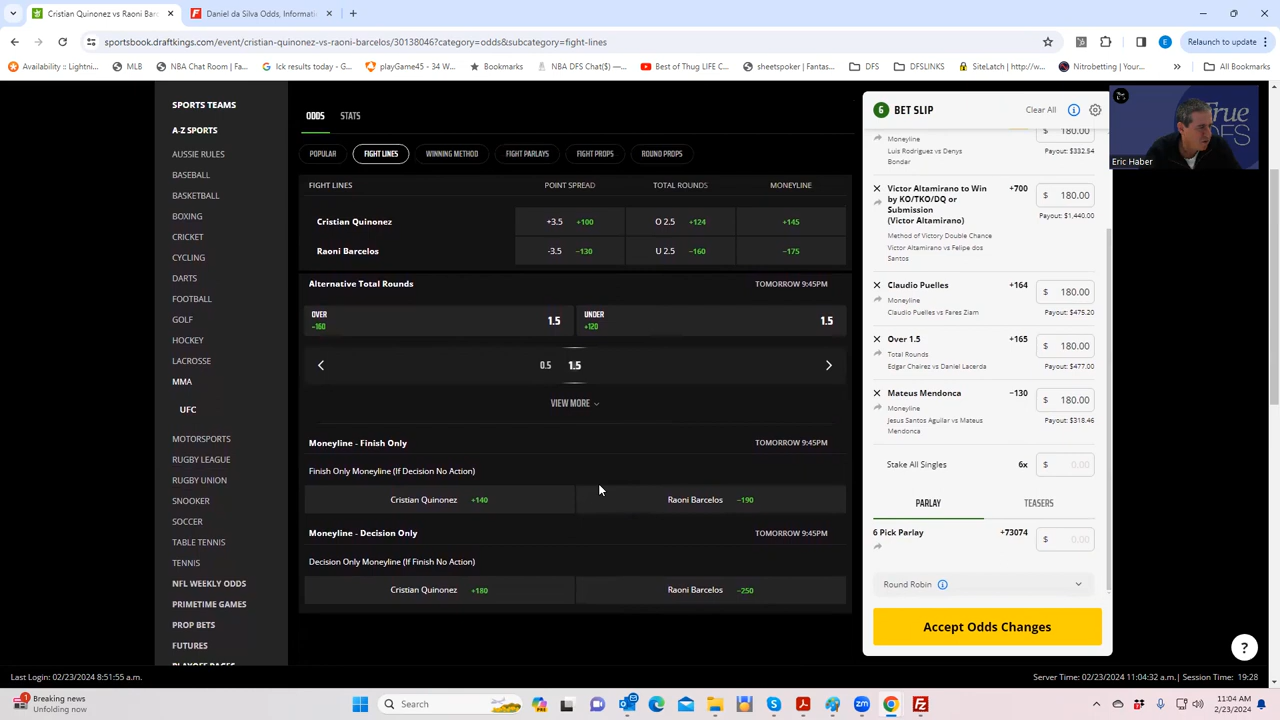 Cristian Quinonez vs Raoni Bar
Daniel da Silva Odds, Informati
sportsbook.draftkings.com/event/cristian-quinonez-vs-raoni-barcelos/30138046?category=odds&subcategory=fight-lines
Relaunch to update
Availability :: Lightni...
MLB
NBA Chat Room | Fa...
lck results today - G...
playGame45 - 34 W...
Bookmarks
NBA DFS Chat($) —...
Best of Thug LIFE C...
sheetspoker | Fantas...
DFS
DFSLINKS
SiteLatch | http://w...
Nitrobetting | Your...
All Bookmarks
SPORTS TEAMS
A-Z SPORTS
AUSSIE RULES
BASEBALL
BASKETBALL
BOXING
CRICKET
CYCLING
DARTS
FOOTBALL
GOLF
HOCKEY
LACROSSE
MMA
UFC
MOTORSPORTS
RUGBY LEAGUE
RUGBY UNION
SNOOKER
SOCCER
TABLE TENNIS
TENNIS
NFL WEEKLY ODDS
PRIMETIME GAMES
PROP BETS
FUTURES
PLAYOFF PAGES
ODDS STATS
POPULAR FIGHT LINES WINNING METHOD FIGHT PARLAYS FIGHT PROPS ROUND PROPS
FIGHT LINES POINT SPREAD TOTAL ROUNDS MONEYLINE
Cristian Quinonez +3.5 +100 O 2.5 +124 +145
Raoni Barcelos -3.5 −130 U 2.5 −160 −175
Alternative Total Rounds TOMORROW 9:45PM
OVER 1.5 UNDER 1.5
−160 +120
0.5 1.5
VIEW MORE
Moneyline - Finish Only TOMORROW 9:45PM
Finish Only Moneyline (If Decision No Action)
Cristian Quinonez +140 Raoni Barcelos −190
Moneyline - Decision Only TOMORROW 9:45PM
Decision Only Moneyline (If Finish No Action)
Cristian Quinonez +180 Raoni Barcelos −250
6 BET SLIP Clear All
$ 180.00
Moneyline
Luis Rodriguez vs Denys
Bondar
Payout: $332.54
Victor Altamirano to Win
by KO/TKO/DQ or
Submission
(Victor Altamirano)
+700 $ 180.00
Payout: $1,440.00
Method of Victory Double Chance
Victor Altamirano vs Felipe dos
Santos
Claudio Puelles +164 $ 180.00
Moneyline
Claudio Puelles vs Fares Ziam
Payout: $475.20
Over 1.5 +165 $ 180.00
Total Rounds
Edgar Chairez vs Daniel Lacerda
Payout: $477.00
Mateus Mendonca −130 $ 180.00
Moneyline
Jesus Santos Aguilar vs Mateus
Mendonca
Payout: $318.46
Stake All Singles 6x $ 0.00
PARLAY TEASERS
6 Pick Parlay +73074 $ 0.00
Round Robin
Accept Odds Changes
Eric Haber
?
Last Login: 02/23/2024 8:51:55 a.m.
Server Time: 02/23/2024 11:04:32 a.m.| Session Time: 19:28
Breaking news
Unfolding now
Search
11:04 AM
2/23/2024